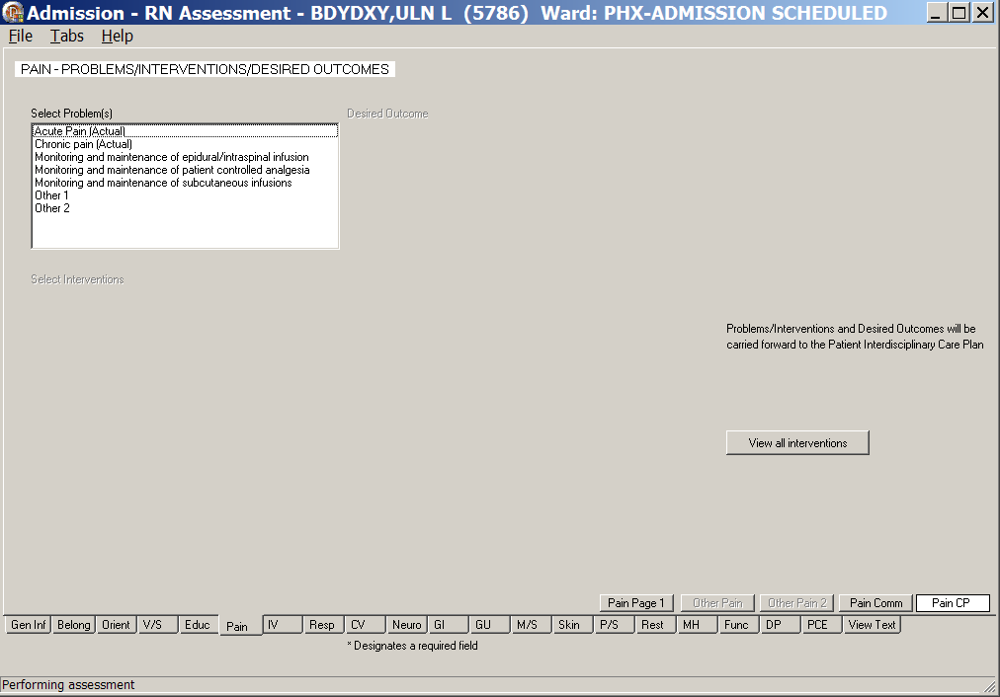 Admission - RN Assessment - BDYDXY,ULN L (5786) Ward: PHX-ADMISSION SCHEDULED
File Tabs Help
PAIN - PROBLEMS/INTERVENTIONS/DESIRED OUTCOMES
Select Problem(s) Desired Outcome
Acute Pain (Actual)
Chronic pain (Actual)
Monitoring and maintenance of epidural/intraspinal infusion
Monitoring and maintenance of patient controlled analgesia
Monitoring and maintenance of subcutaneous infusions
Other 1
Other 2
Select Interventions
Problems/Interventions and Desired Outcomes will be
carried forward to the Patient Interdisciplinary Care Plan
View all interventions
Pain Page 1 Other Pain Other Pain 2 Pain Comm Pain CP
Gen Inf Belong Orient V/S Educ Pain IV Resp CV Neuro GI GU M/S Skin P/S Rest MH Func DP PCE View Text
* Designates a required field
Performing assessment